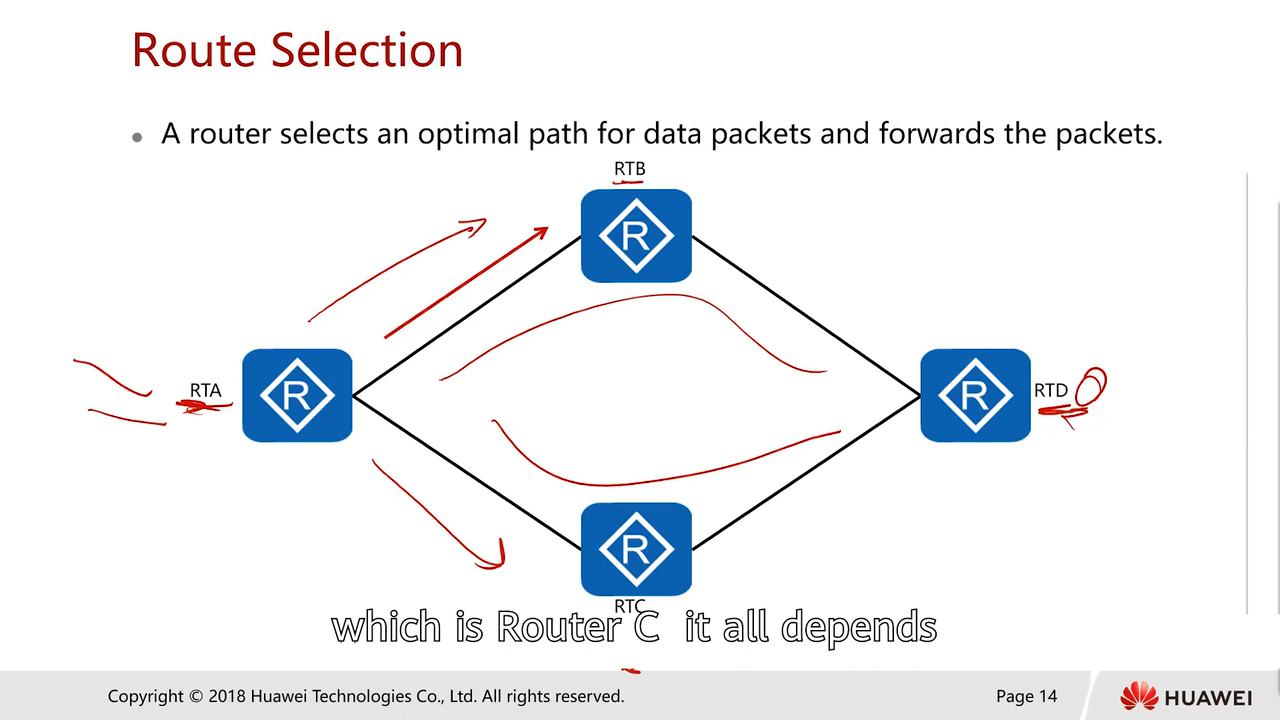 Route Selection
• A router selects an optimal path for data packets and forwards the packets.
RTB
R
RTA
R
R
RTD
R
RTC
which is Router C it all depends
Copyright © 2018 Huawei Technologies Co., Ltd. All rights reserved.
Page 14
HUAWEI